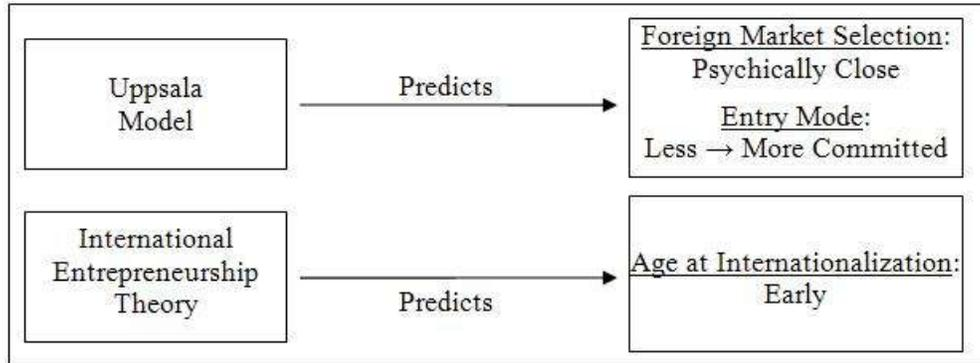 Uppsala
Model
Predicts
Foreign Market Selection:
Psychically Close
Entry Mode:
Less → More Committed
International
Entrepreneurship
Theory
Predicts
Age at Internationalization:
Early